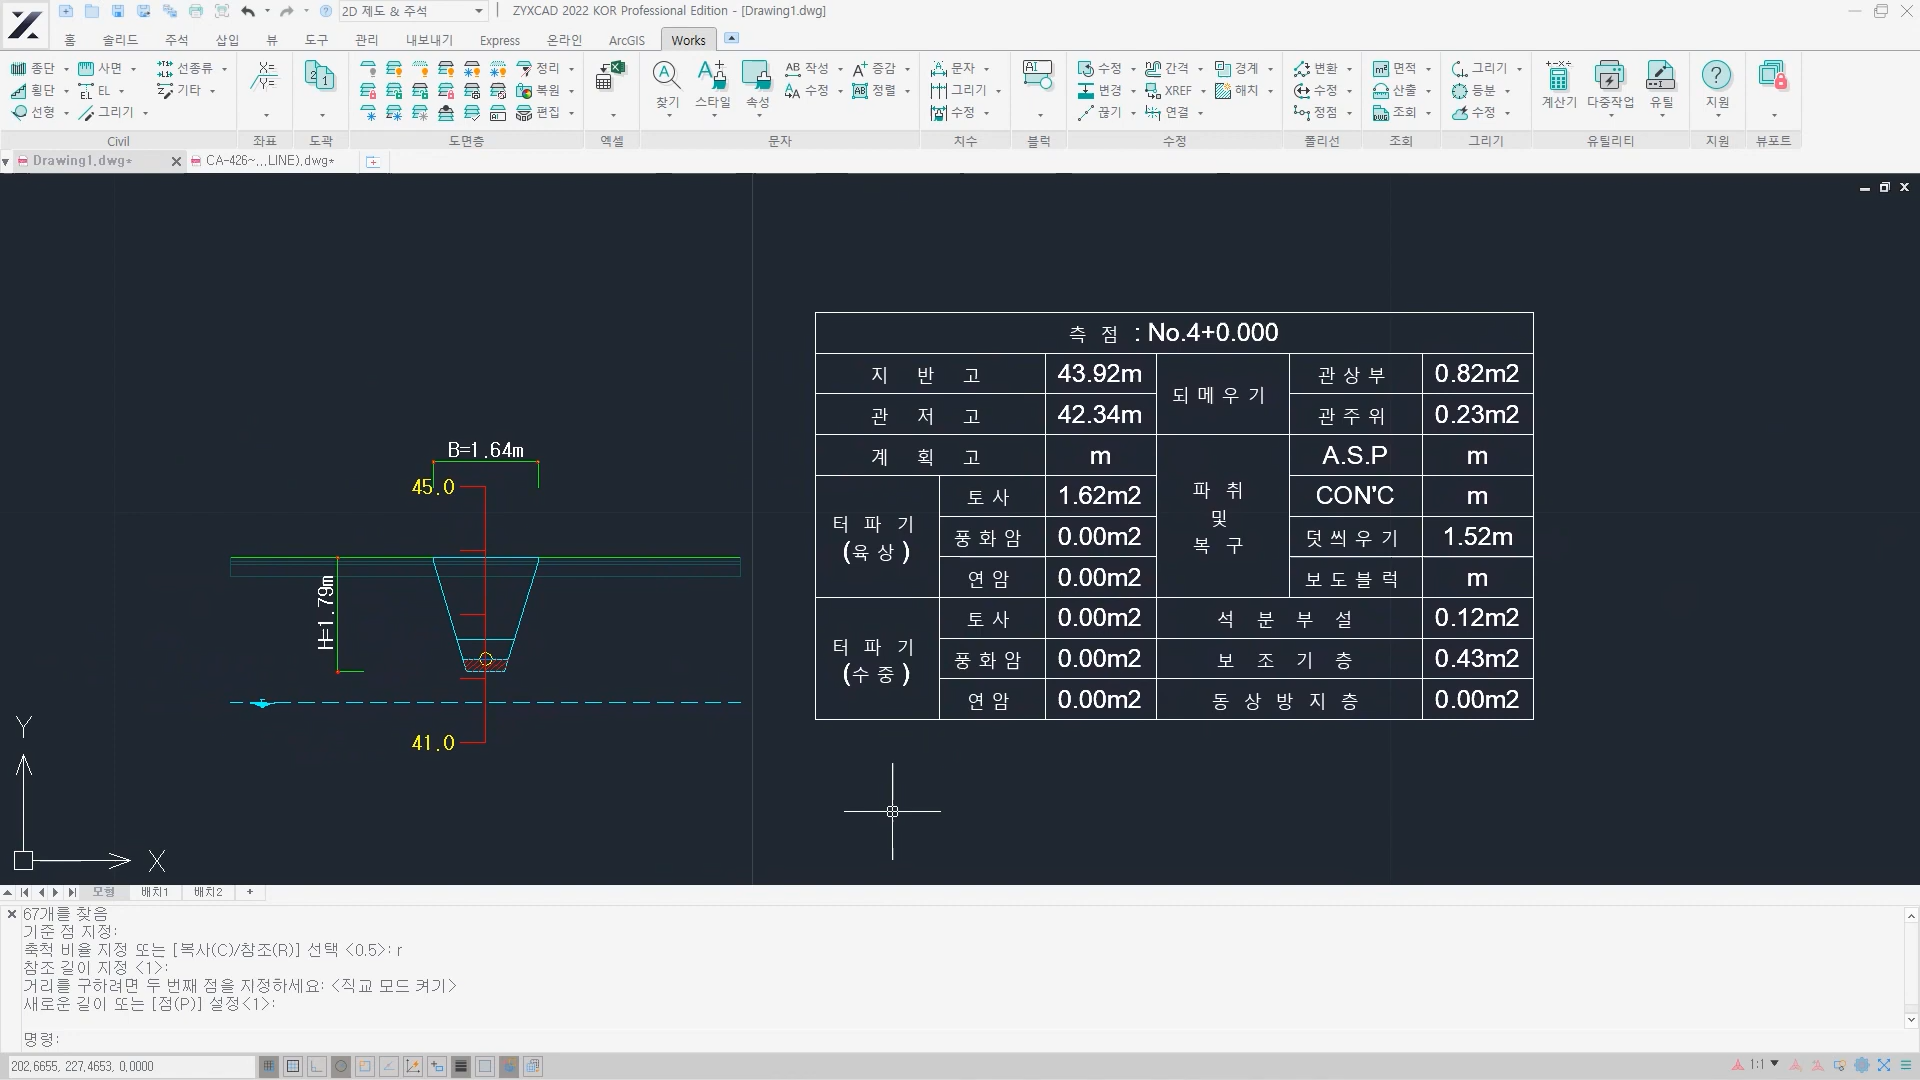 2D 제도 & 주석
ZYXCAD 2022 KOR Professional Edition - [Drawing1.dwg]
홈 솔리드 주석 삽입 뷰 도구 관리 내보내기 Express 온라인 ArcGIS Works
종단 사면 선종류
횡단 EL 기타
선형 그리기
정리
복원
편집
찾기 스타일 속성
작성 증감
수정 정렬
문자
그리기
수정
수정 간격 경계
변경 XREF 해치
끊기 연결
변환
수정
정점
면적
산출
조회
그리기
등분
수정
계산기 다중작업 유틸
지원
Civil 좌표 도곽 도면층 엑셀 문자 치수 블럭 수정 폴리선 조회 그리기 유틸리티 지원 뷰포트
Drawing1.dwg* CA-426~...LINE).dwg*
측 점 : No.4+0.000
지 반 고 43.92m 되 메 우 기 관 상 부 0.82m2
관 저 고 42.34m 관 주 위 0.23m2
계 획 고 m 파 취 및 복 구 A.S.P m
터 파 기 (육 상) 토 사 1.62m2 CON'C m
풍 화 암 0.00m2 덧 씌 우 기 1.52m
연 암 0.00m2 보 도 블 럭 m
터 파 기 (수 중) 토 사 0.00m2 석 분 부 설 0.12m2
풍 화 암 0.00m2 보 조 기 층 0.43m2
연 암 0.00m2 동 상 방 지 층 0.00m2
B=1.64m
45.0
H=1.79m
41.0
Y
X
모형 배치1 배치2 +
67개를 찾음
기준 점 지정:
축척 비율 지정 또는 [복사(C)/참조(R)] 선택 <0.5>: r
참조 길이 지정 <1>:
거리를 구하려면 두 번째 점을 지정하세요: <직교 모드 켜기>
새로운 길이 또는 [점(P)] 설정<1>:
명령:
202.6655, 227.4653, 0.0000
1:1